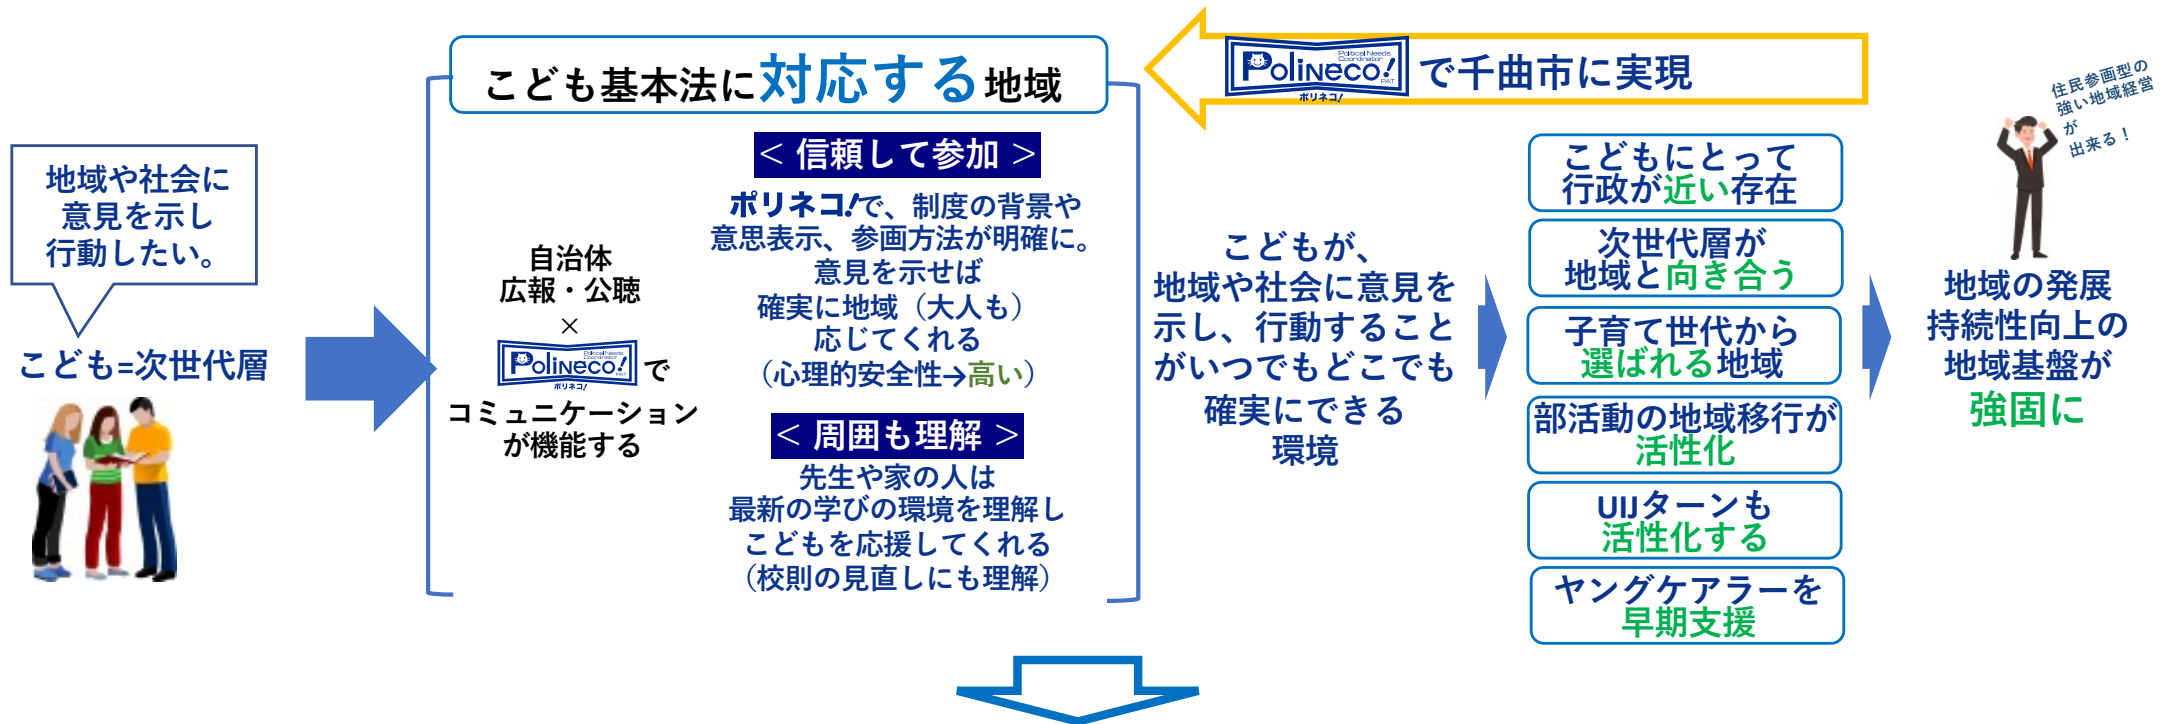 こども基本法に対応する地域
Political Needs
Coordinator
PoliNeco!
PAT
ポリネコ!
で千曲市に実現
住民参画型の
強い地域経営
が
出来る！
地域や社会に
意見を示し
行動したい。
こども=次世代層
自治体
広報・公聴
×
Political Needs
Coordinator
PoliNeco!
PAT
ポリネコ!
で
コミュニケーション
が機能する
＜ 信頼して参加 ＞
ポリネコ!で、制度の背景や
意思表示、参画方法が明確に。
意見を示せば
確実に地域（大人も）
応じてくれる
（心理的安全性→高い）
＜ 周囲も理解 ＞
先生や家の人は
最新の学びの環境を理解し
こどもを応援してくれる
（校則の見直しにも理解）
こどもが、
地域や社会に意見を
示し、行動すること
がいつでもどこでも
確実にできる
環境
こどもにとって
行政が近い存在
次世代層が
地域と向き合う
子育て世代から
選ばれる地域
部活動の地域移行が
活性化
UIJターンも
活性化する
ヤングケアラーを
早期支援
地域の発展
持続性向上の
地域基盤が
強固に